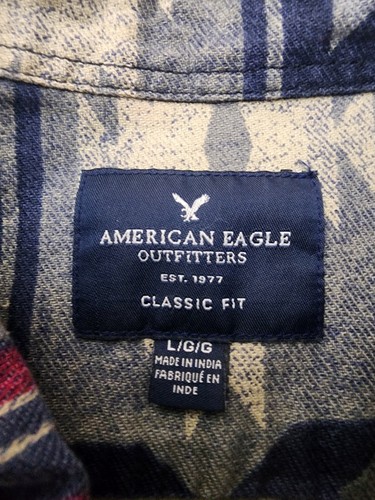 AMERICAN EAGLE
OUTFITTERS
EST. 1977
CLASSIC FIT
L/G/G
MADE IN INDIA
FABRIQUÉ EN
INDE